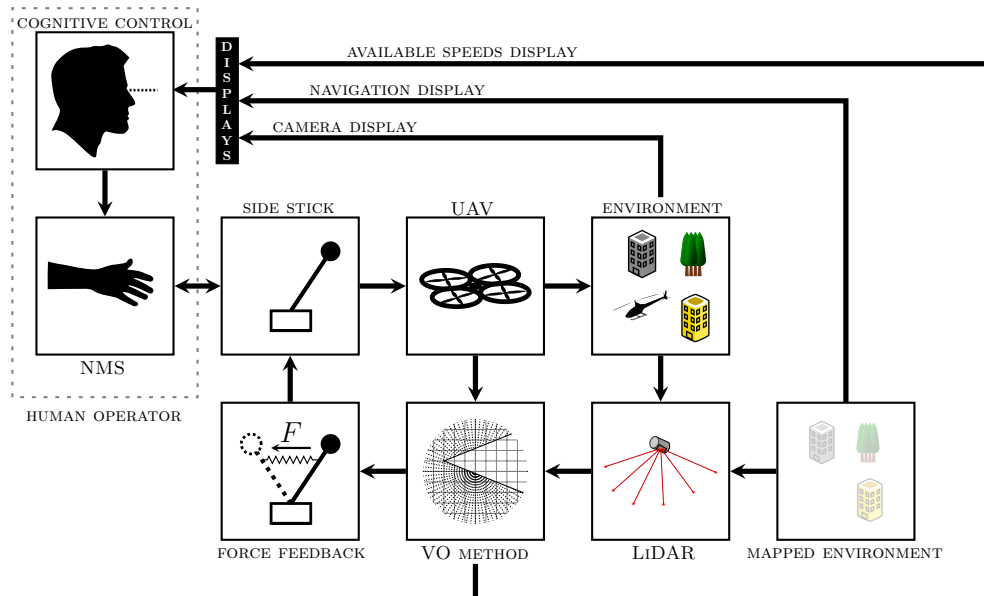 COGNITIVE CONTROL
DISPLAYS
AVAILABLE SPEEDS DISPLAY
NAVIGATION DISPLAY
CAMERA DISPLAY
SIDE STICK
UAV
ENVIRONMENT
NMS
HUMAN OPERATOR
F
FORCE FEEDBACK
VO METHOD
LiDAR
MAPPED ENVIRONMENT